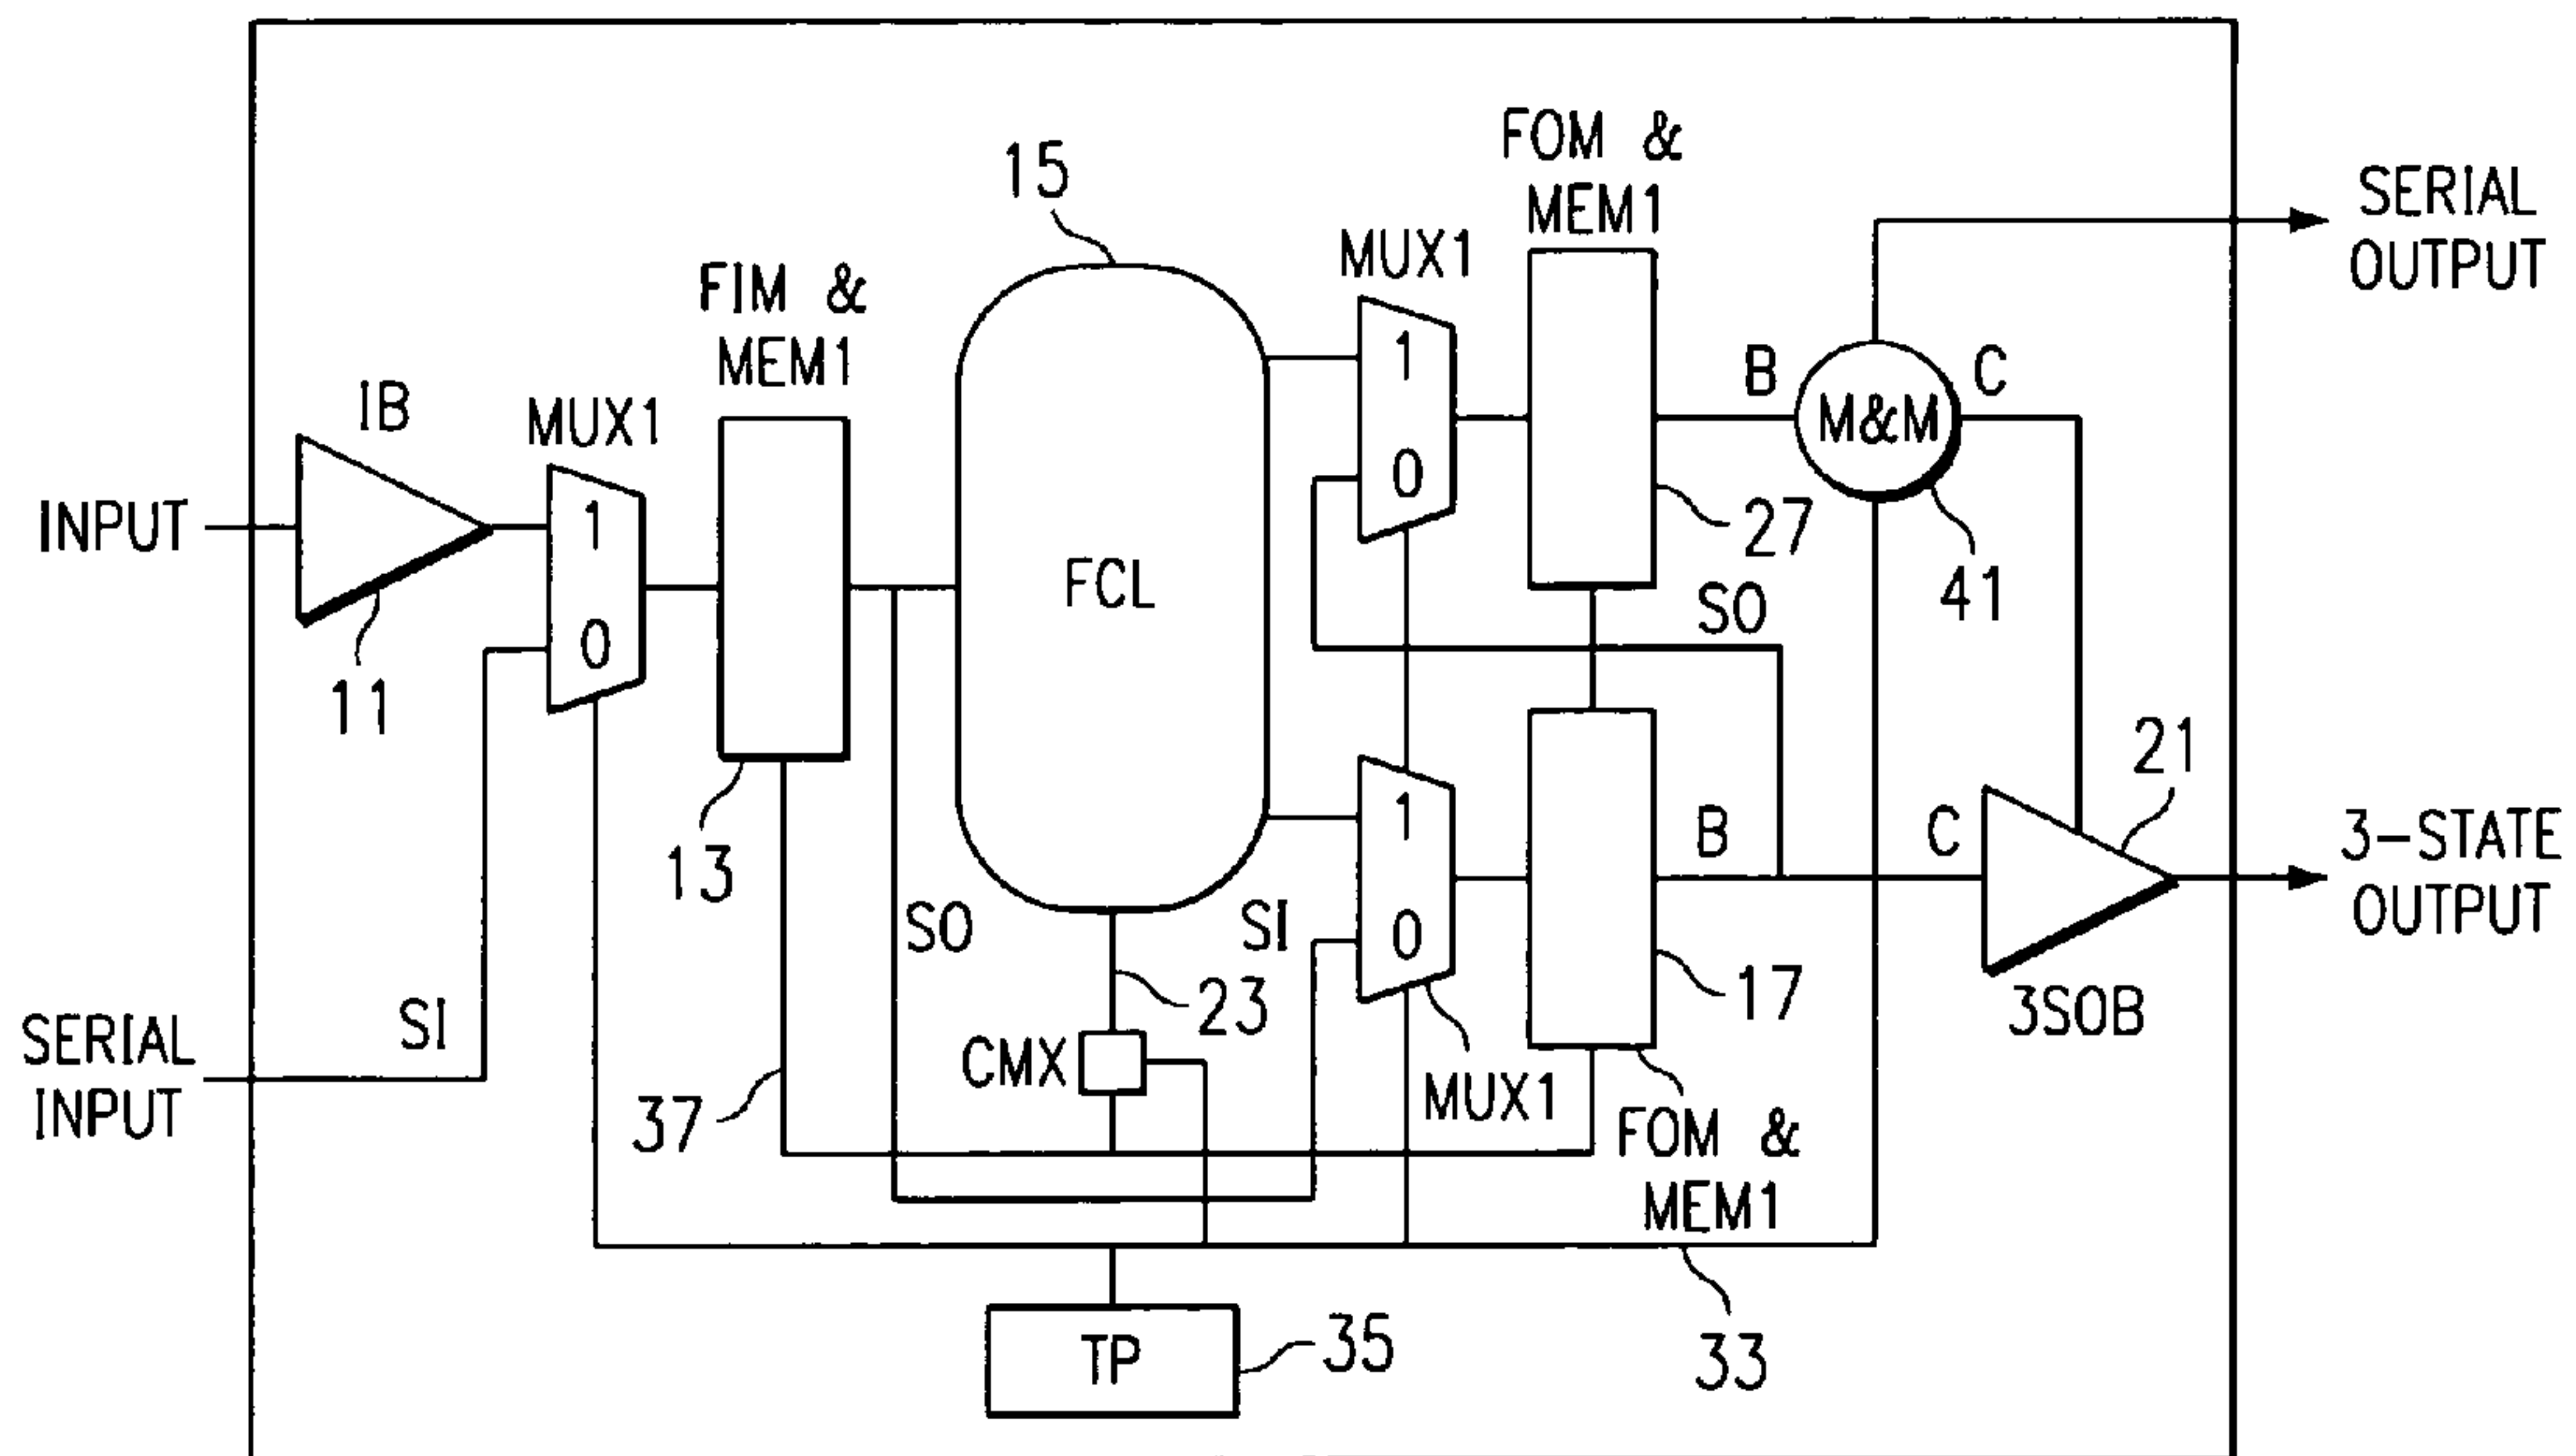 15
FOM &
MEM1
SERIAL
OUTPUT
MUX1
FIM &
MEM1
1
0
B
M&M
C
IB
MUX1
INPUT
1
0
11
FCL
27
41
SO
21
13
1
0
B
C
3-STATE
OUTPUT
SO
SI
17
3SOB
SI
23
SERIAL
INPUT
CMX
37
MUX1
FOM &
MEM1
TP
35
33